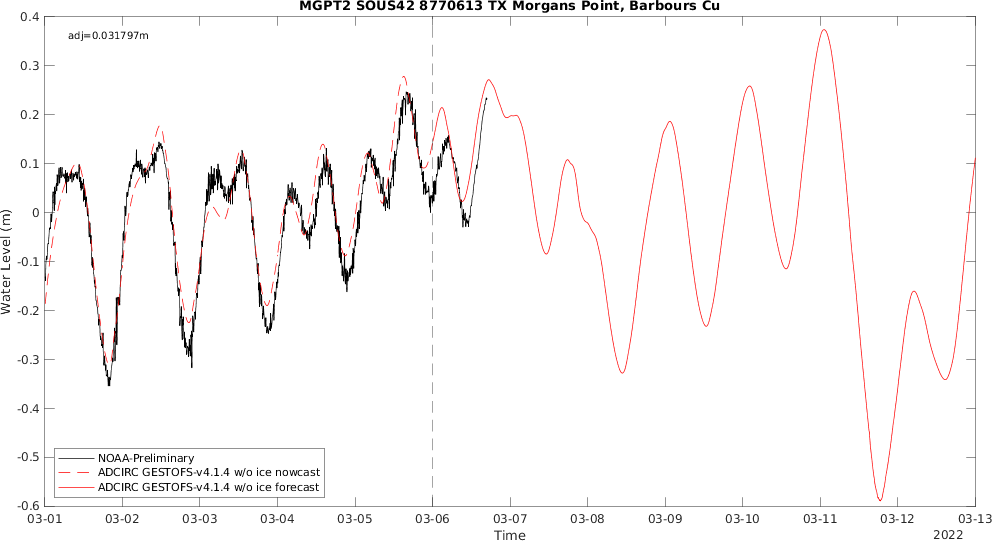 MGPT2 SOUS42 8770613 TX Morgans Point, Barbours Cu
adj=0.031797m
0.4
0.3
0.2
0.1
0
-0.1
-0.2
-0.3
-0.4
-0.5
-0.6
Water Level (m)
NOAA-Preliminary
ADCIRC GESTOFS-v4.1.4 w/o ice nowcast
ADCIRC GESTOFS-v4.1.4 w/o ice forecast
03-01 03-02 03-03 03-04 03-05 03-06 03-07 03-08 03-09 03-10 03-11 03-12 03-13
Time
2022